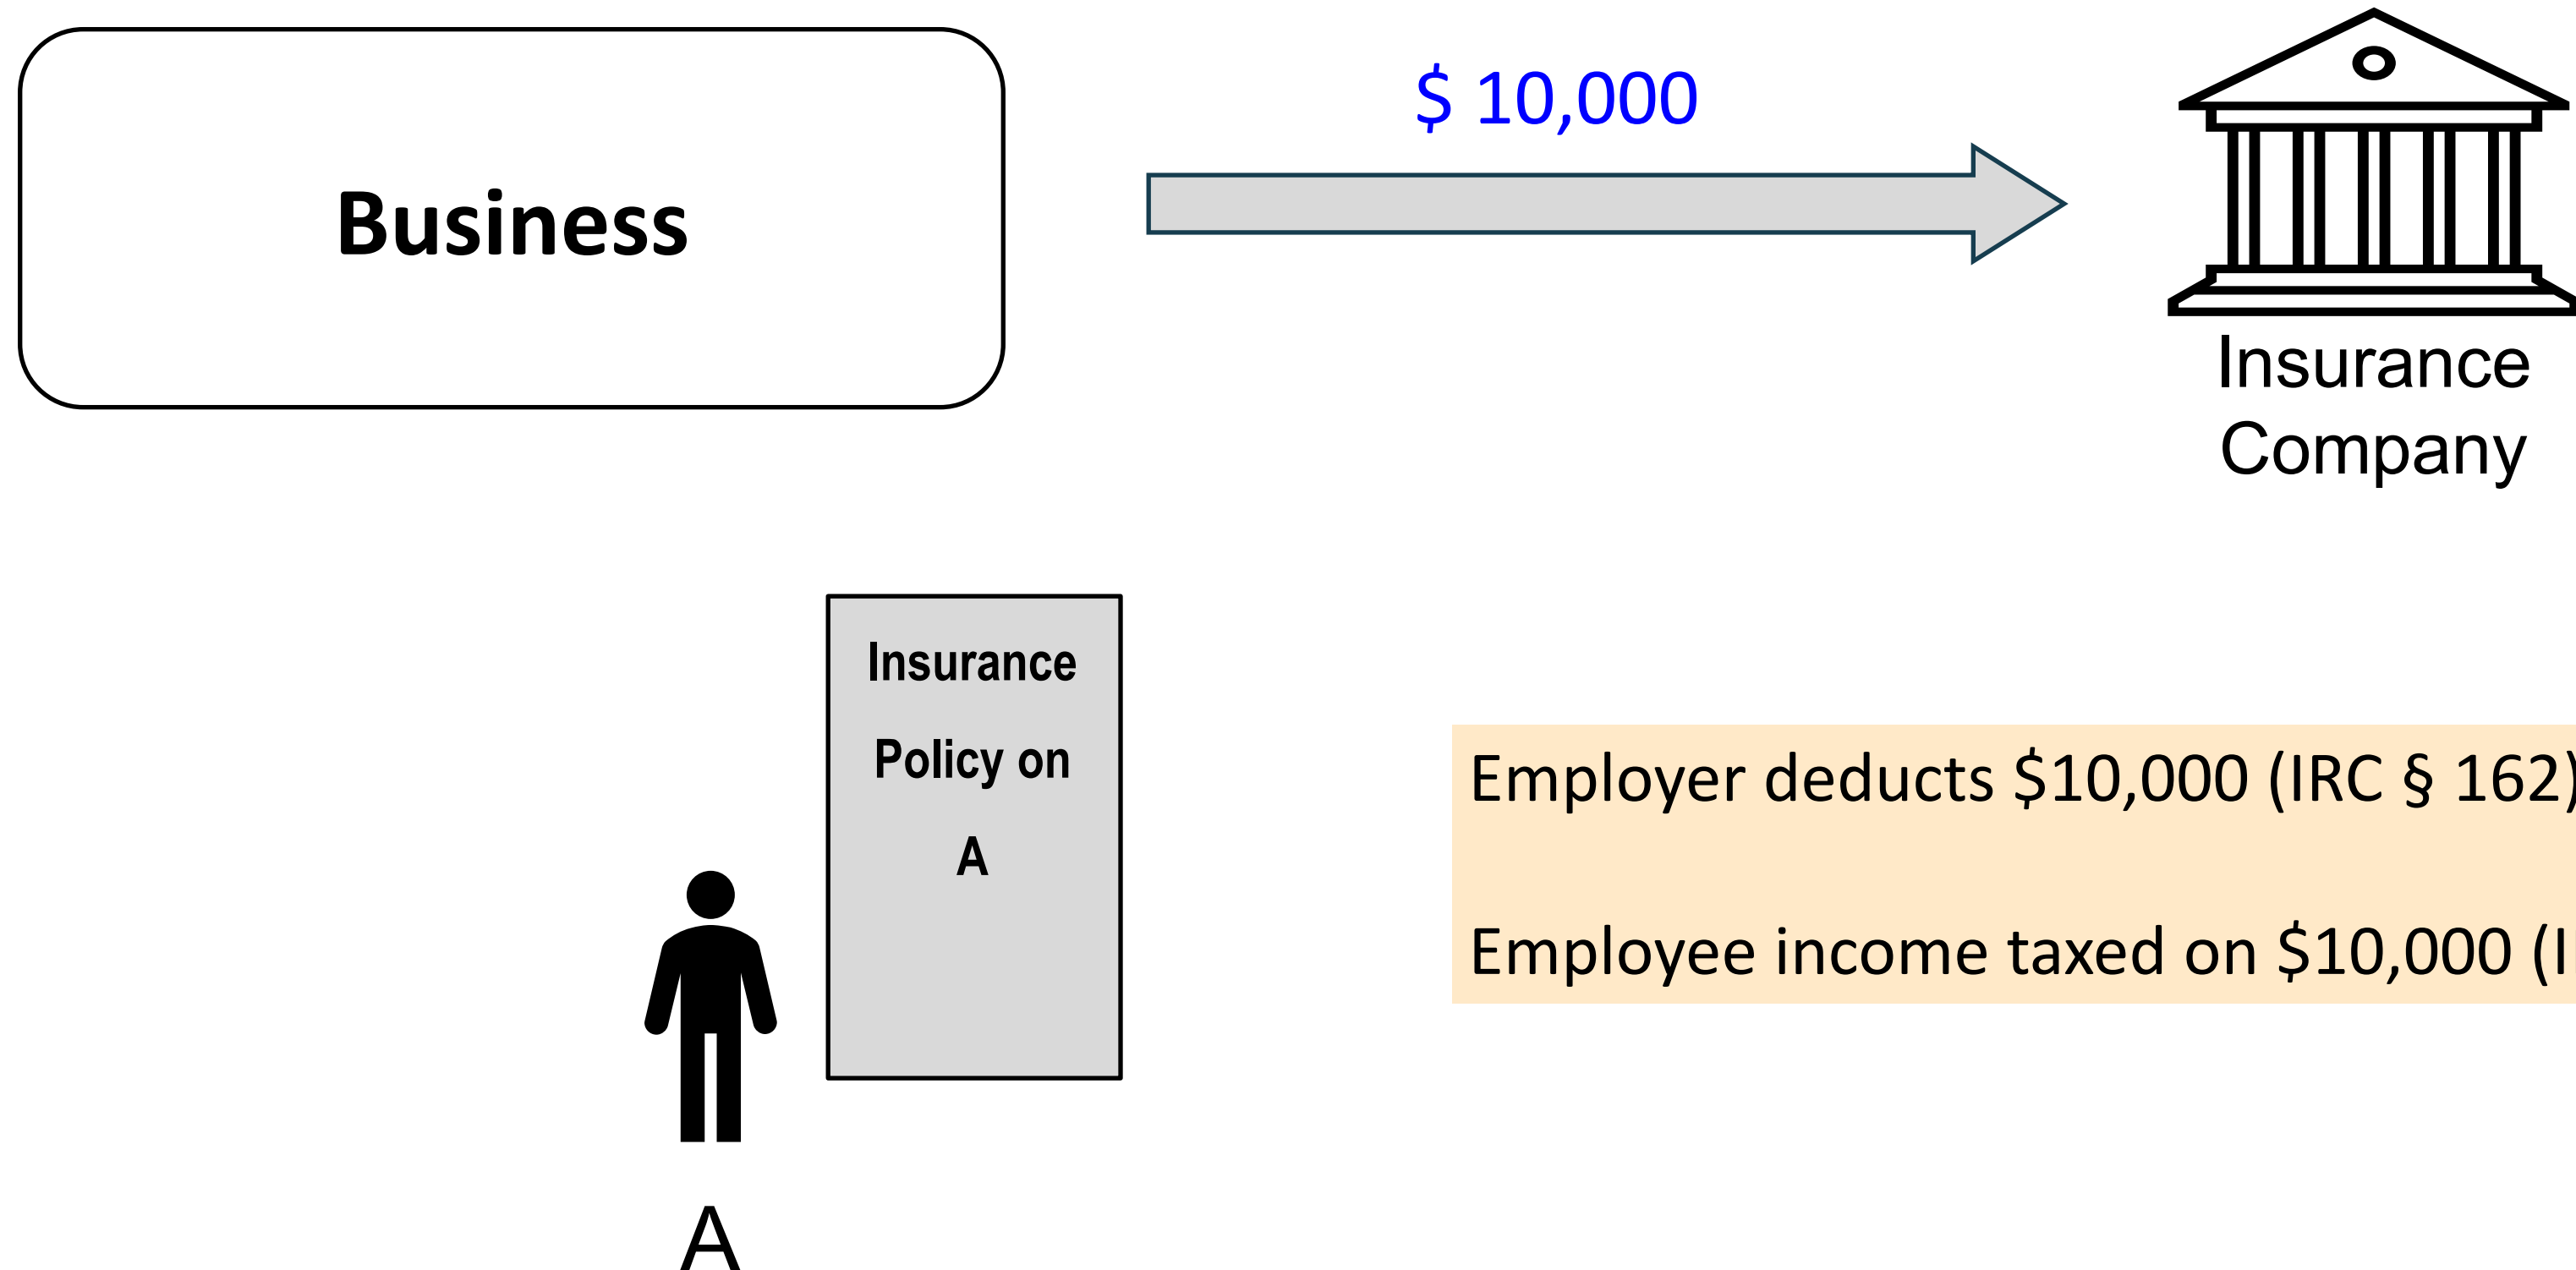 $ 10,000
Business
Insurance
Company
Insurance
Policy on
A
Employer deducts $10,000 (IRC § 162)
Employee income taxed on $10,000 (I
A